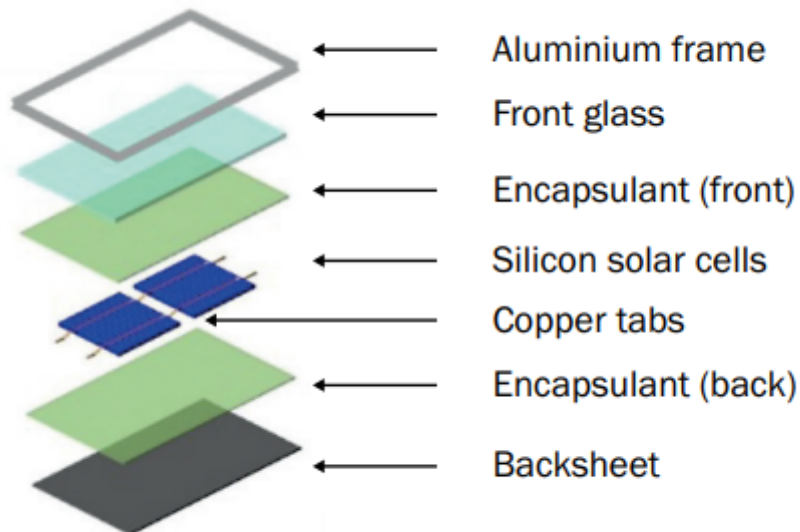 Aluminium frame
Front glass
Encapsulant (front)
Silicon solar cells
Copper tabs
Encapsulant (back)
Backsheet